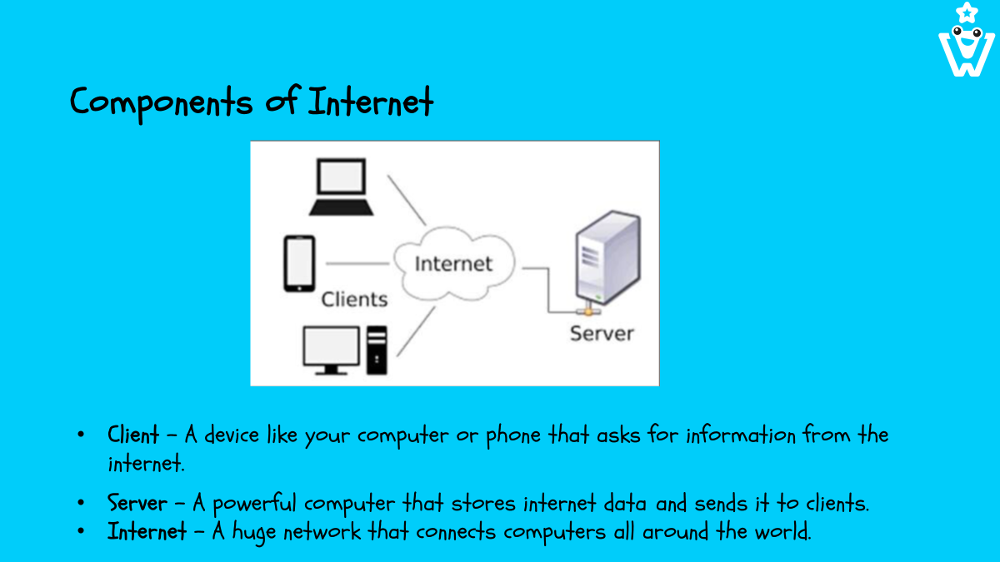 Components of Internet
Internet
Clients
Server
• Client – A device like your computer or phone that asks for information from the
internet.
• Server – A powerful computer that stores internet data and sends it to clients.
• Internet – A huge network that connects computers all around the world.